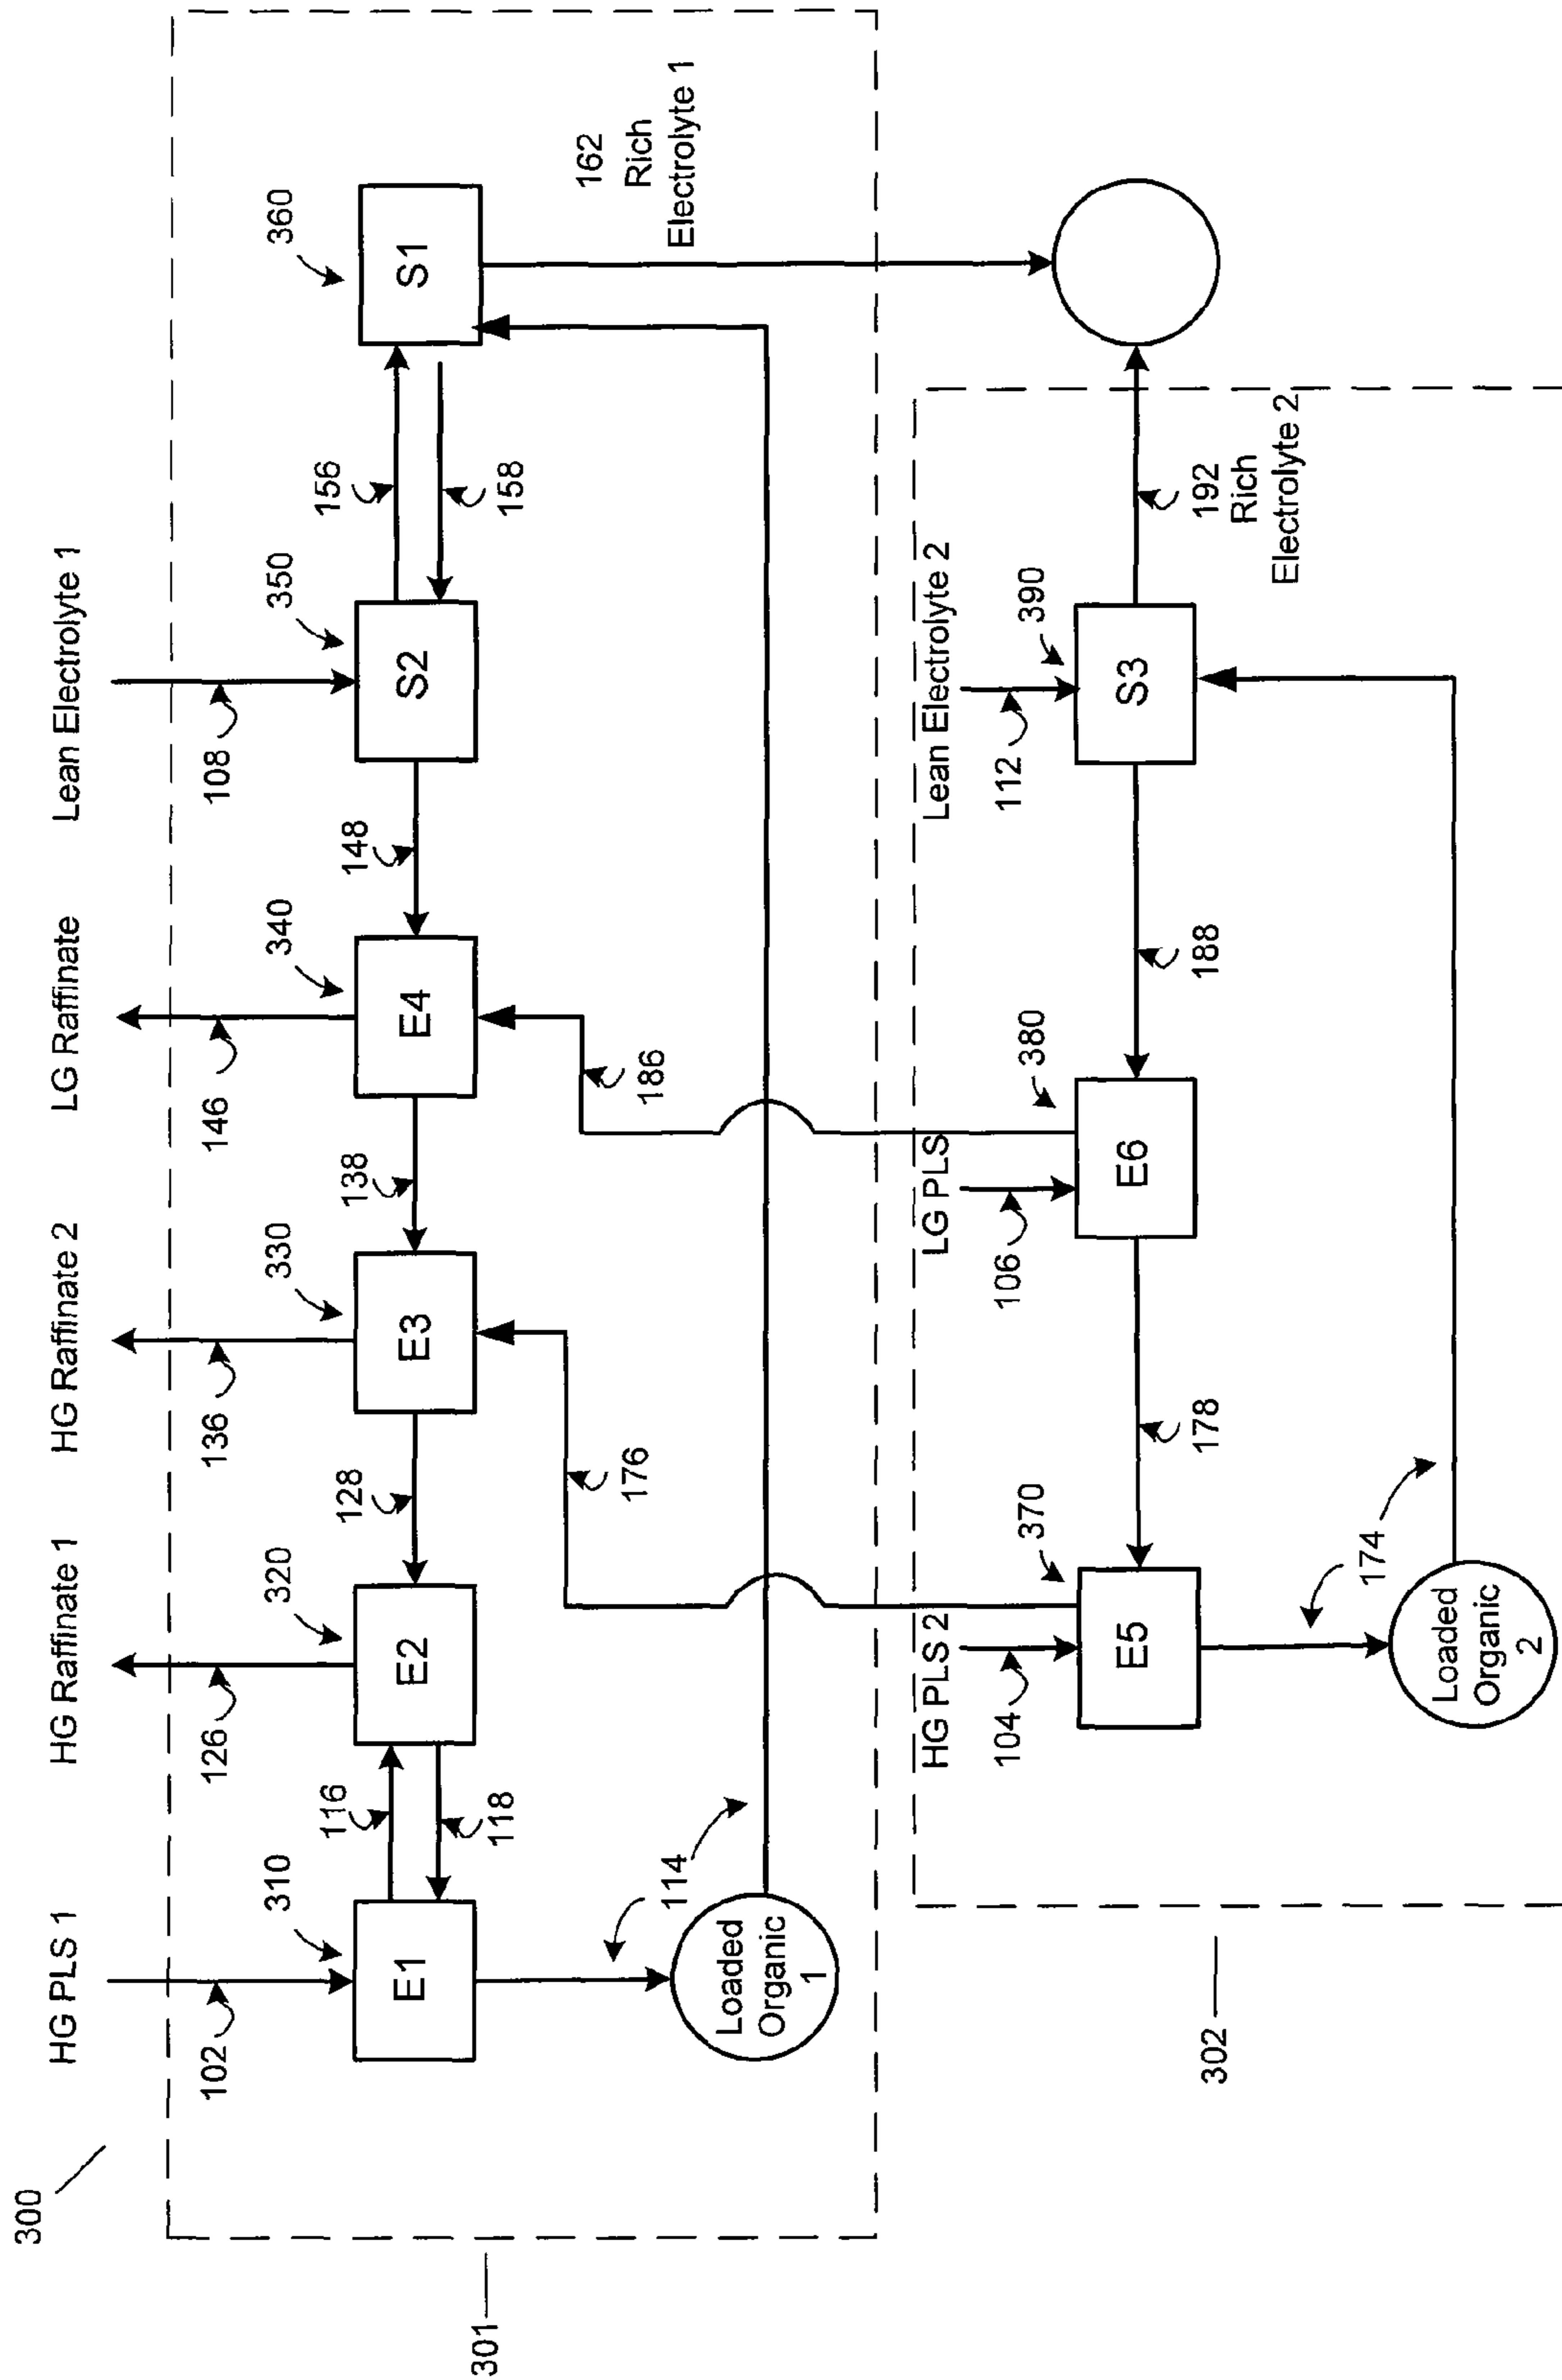 300
HG PLS 1
HG Raffinate 1
HG Raffinate 2
LG Raffinate
Lean Electrolyte 1
102
126
136
146
108
310
320
330
340
350
360
E1
E2
E3
E4
S2
S1
116
118
128
138
148
156
158
162
Rich
Electrolyte 1
114
Loaded
Organic
1
176
186
301
HG PLS 2
LG PLS
Lean Electrolyte 2
104
106
112
370
380
390
E5
E6
S3
178
188
192
Rich
Electrolyte 2
174
Loaded
Organic
2
302